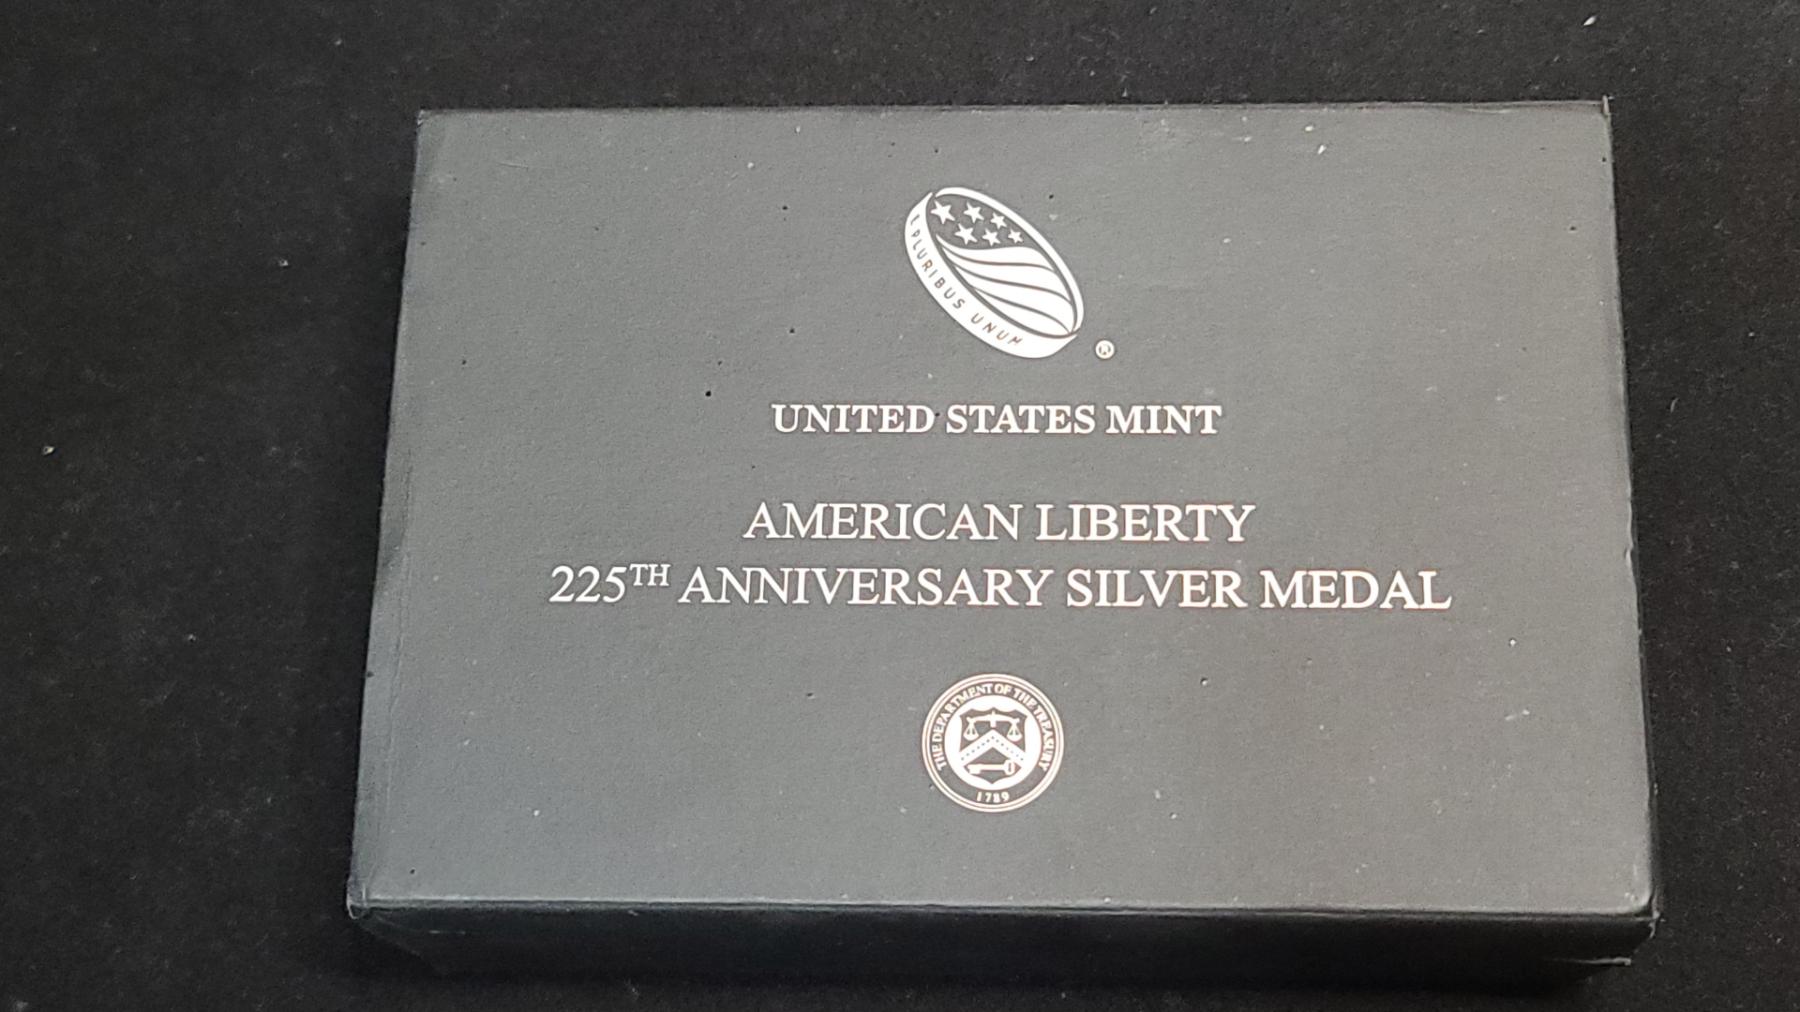 E PLURIBUS UNUM
®
UNITED STATES MINT
AMERICAN LIBERTY
225TH ANNIVERSARY SILVER MEDAL
THE DEPARTMENT OF THE TREASURY
1789